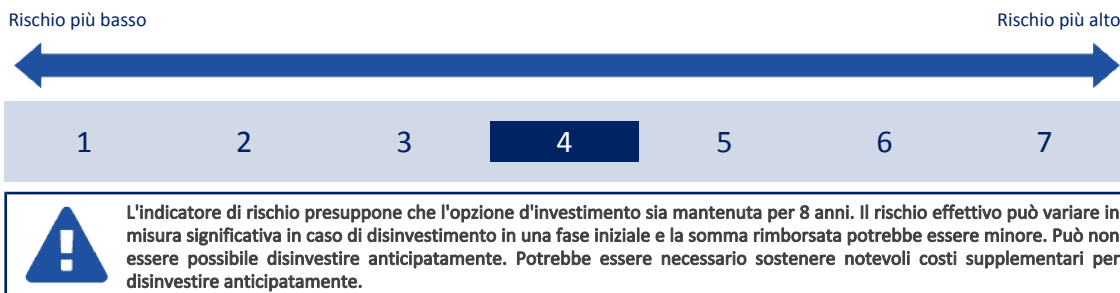 Rischio più basso Rischio più alto
1 2 3 4 5 6 7
L'indicatore di rischio presuppone che l'opzione d'investimento sia mantenuta per 8 anni. Il rischio effettivo può variare in
misura significativa in caso di disinvestimento in una fase iniziale e la somma rimborsata potrebbe essere minore. Può non
essere possibile disinvestire anticipatamente. Potrebbe essere necessario sostenere notevoli costi supplementari per
disinvestire anticipatamente.